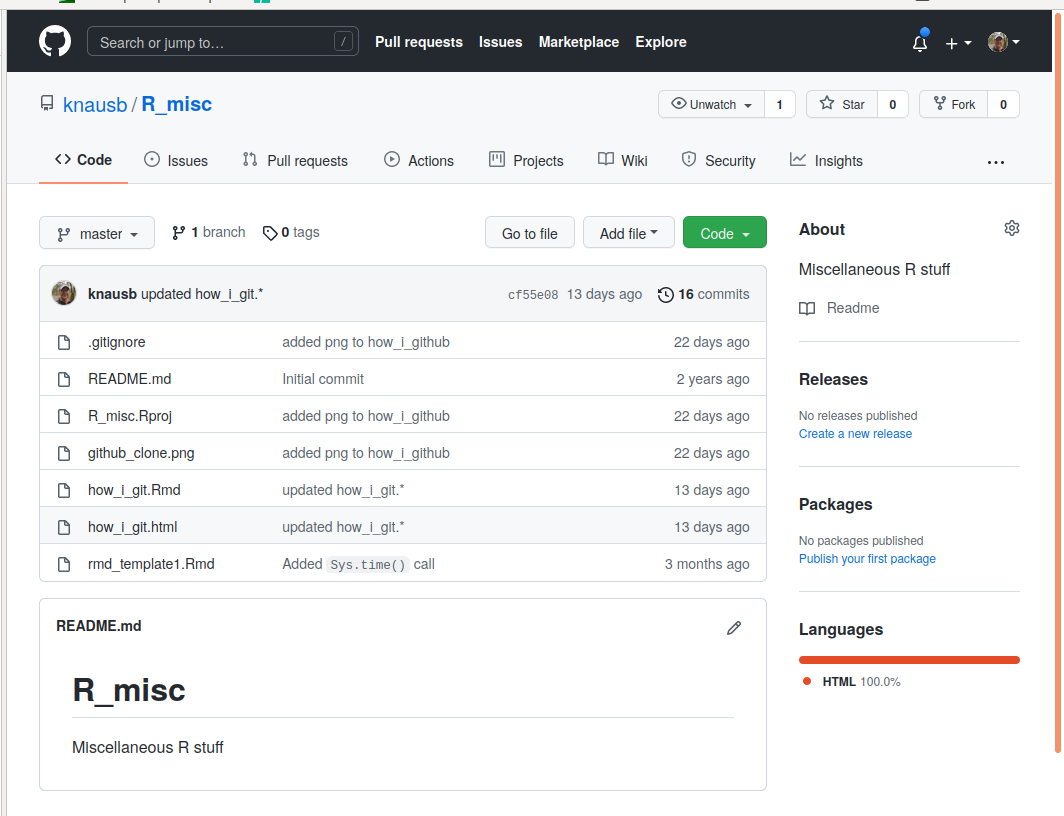 Search or jump to… / Pull requests Issues Marketplace Explore
knausb / R_misc Unwatch 1 Star 0 Fork 0
Code Issues Pull requests Actions Projects Wiki Security Insights …
master 1 branch 0 tags Go to file Add file Code
knausb updated how_i_git.* cf55e08 13 days ago 16 commits
.gitignore added png to how_i_github 22 days ago
README.md Initial commit 2 years ago
R_misc.Rproj added png to how_i_github 22 days ago
github_clone.png added png to how_i_github 22 days ago
how_i_git.Rmd updated how_i_git.* 13 days ago
how_i_git.html updated how_i_git.* 13 days ago
rmd_template1.Rmd Added Sys.time() call 3 months ago
README.md
R_misc
MIscellaneous R stuff
About
Miscellaneous R stuff
Readme
Releases
No releases published
Create a new release
Packages
No packages published
Publish your first package
Languages
HTML 100.0%